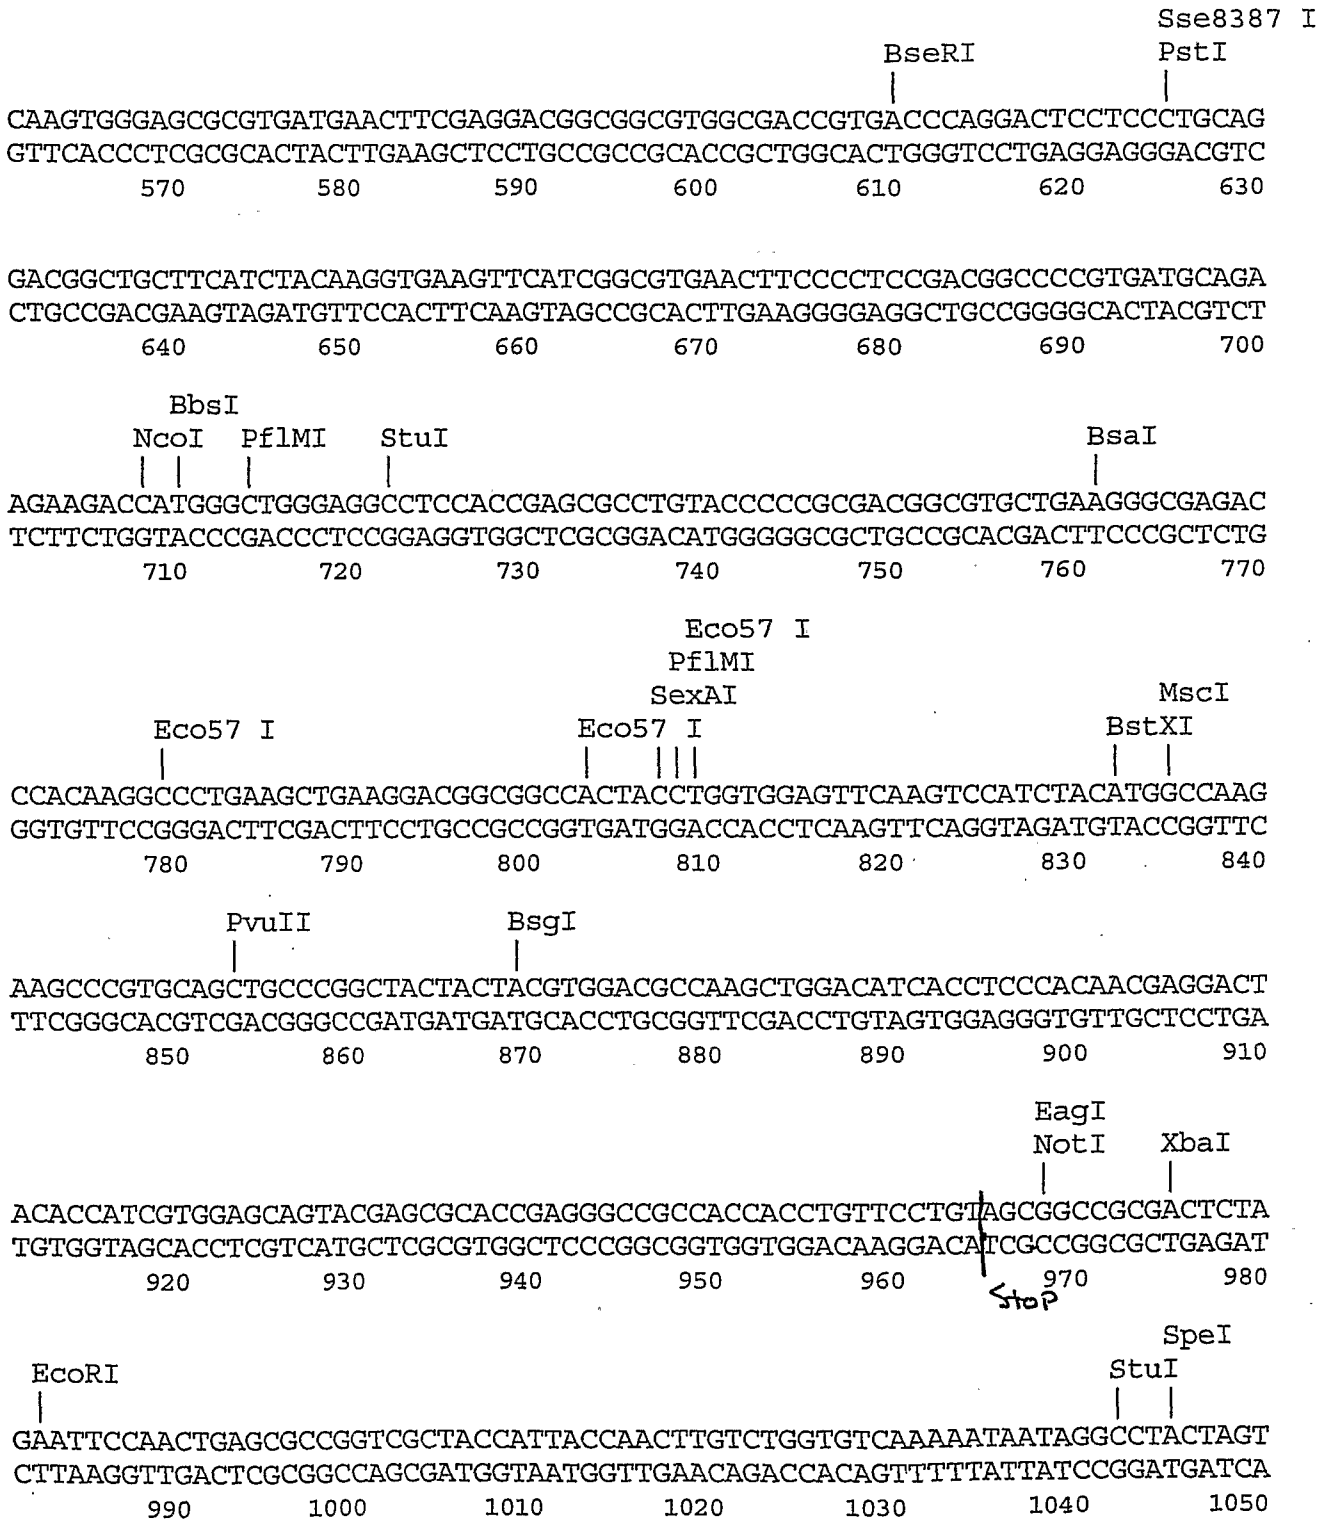 Sse8387 I
BseRI PstI
CAAGTGGGAGCGCGTGATGAACTTCGAGGACGGCGGCGTGGCGACCGTGACCCAGGACTCCTCCCTGCAG
GTTCACCCTCGCGCACTACTTGAAGCTCCTGCCGCCGCACCGCTGGCACTGGGTCCTGAGGAGGGACGTC
570 580 590 600 610 620 630
GACGGCTGCTTCATCTACAAGGTGAAGTTCATCGGCGTGAACTTCCCCTCCGACGGCCCCGTGATGCAGA
CTGCCGACGAAGTAGATGTTCCACTTCAAGTAGCCGCACTTGAAGGGGAGGCTGCCGGGGCACTACGTCT
640 650 660 670 680 690 700
BbsI
NcoI PflMI StuI BsaI
AGAAGACCATGGGCTGGGAGGCCTCCACCGAGCGCCTGTACCCCCGCGACGGCGTGCTGAAGGGCGAGAC
TCTTCTGGTACCCGACCCTCCGGAGGTGGCTCGCGGACATGGGGGCGCTGCCGCACGACTTCCCGCTCTG
710 720 730 740 750 760 770
Eco57 I
PflMI
SexAI MscI
Eco57 I Eco57 I BstXI
CCACAAGGCCCTGAAGCTGAAGGACGGCGGCCACTACCTGGTGGAGTTCAAGTCCATCTACATGGCCAAG
GGTGTTCCGGGACTTCGACTTCCTGCCGCCGGTGATGGACCACCTCAAGTTCAGGTAGATGTACCGGTTC
780 790 800 810 820 830 840
PvuII BsgI
AAGCCCGTGCAGCTGCCCGGCTACTACTACGTGGACGCCAAGCTGGACATCACCTCCCACAACGAGGACT
TTCGGGCACGTCGACGGGCCGATGATGATGCACCTGCGGTTCGACCTGTAGTGGAGGGTGTTGCTCCTGA
850 860 870 880 890 900 910
EagI
NotI XbaI
ACACCATCGTGGAGCAGTACGAGCGCACCGAGGGCCGCCACCACCTGTTCCTGTAGCGGCCGCGACTCTA
TGTGGTAGCACCTCGTCATGCTCGCGTGGCTCCCGGCGGTGGTGGACAAGGACATCGCCGGCGCTGAGAT
920 930 940 950 960 970 980
Stop
SpeI
EcoRI StuI
GAATTCCAACTGAGCGCCGGTCGCTACCATTACCAACTTGTCTGGTGTCAAAAATAATAGGCCTACTAGT
CTTAAGGTTGACTCGCGGCCAGCGATGGTAATGGTTGAACAGACCACAGTTTTTATTATCCGGATGATCA
990 1000 1010 1020 1030 1040 1050